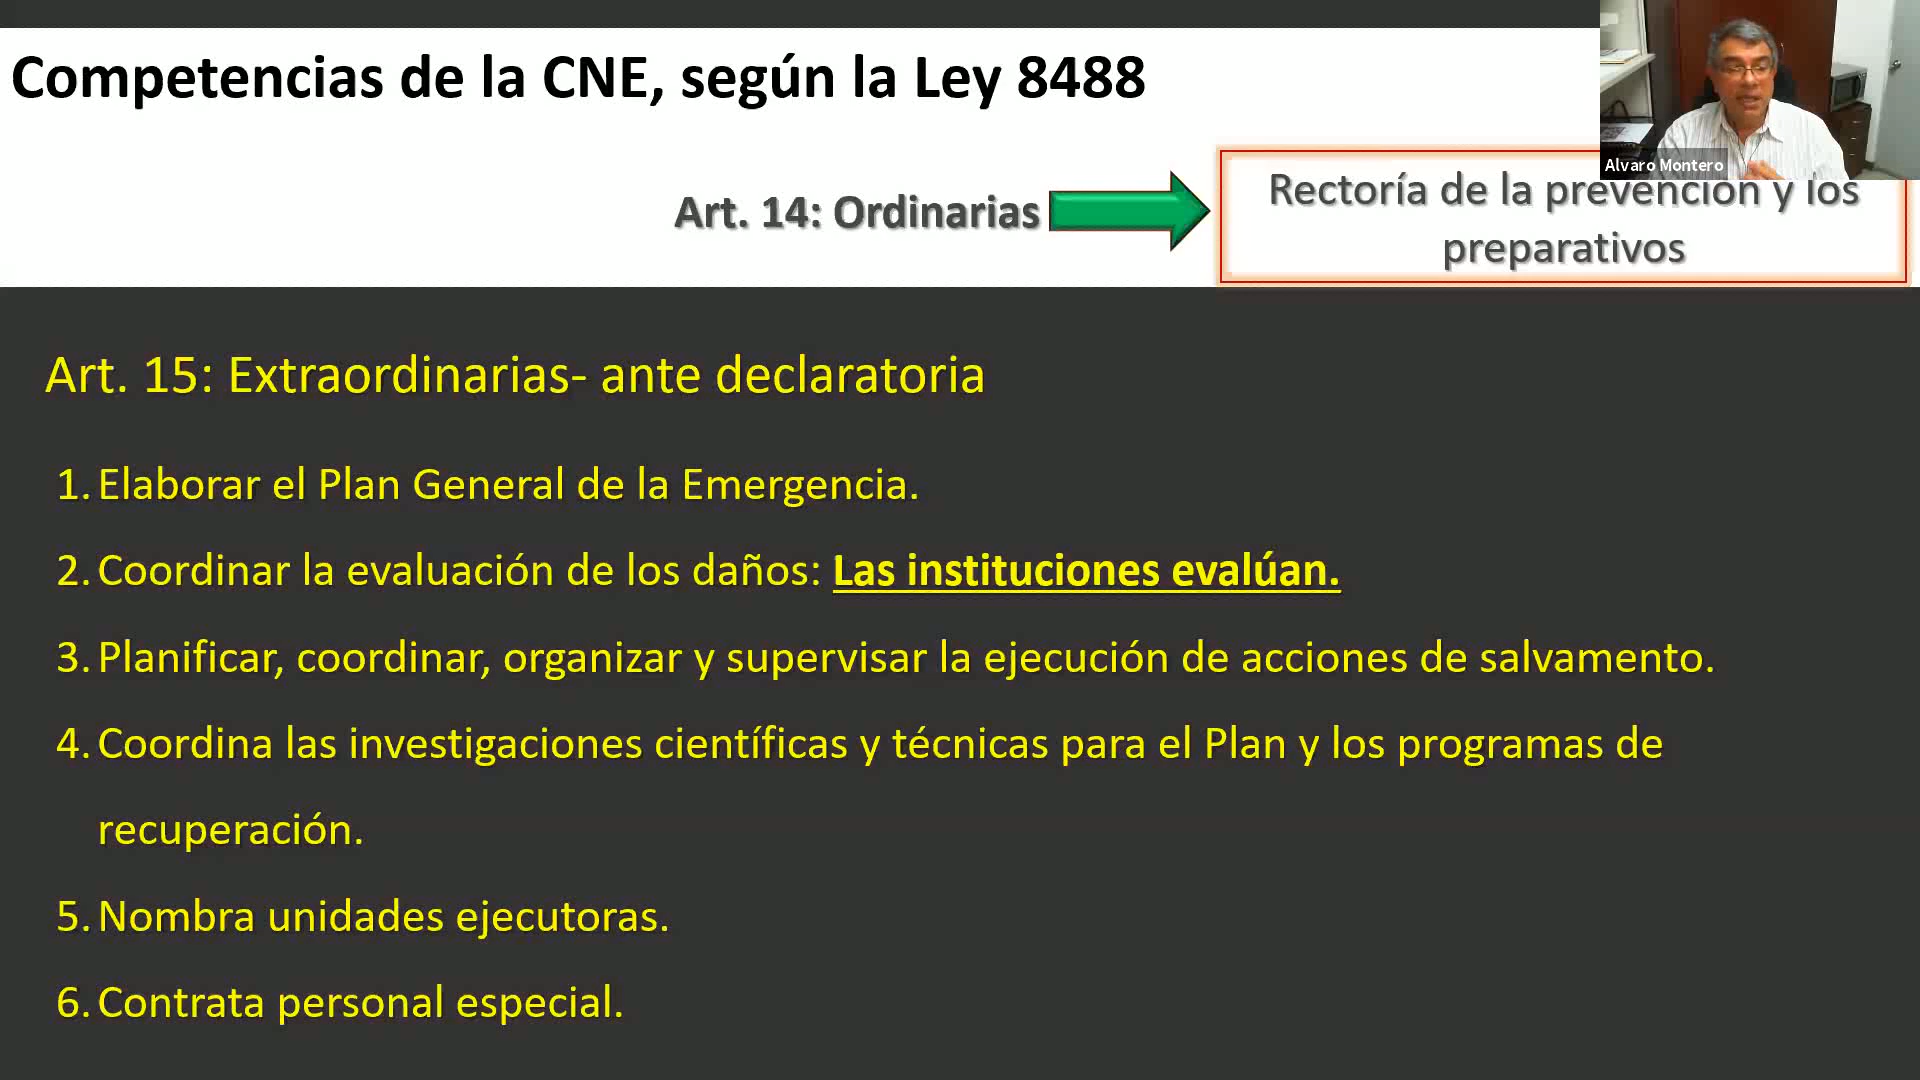 Competencias de la CNE, según la Ley 8488
Alvaro Montero
Art. 14: Ordinarias
Rectoría de la prevención y los
preparativos
Art. 15: Extraordinarias- ante declaratoria
1. Elaborar el Plan General de la Emergencia.
2. Coordinar la evaluación de los daños: Las instituciones evalúan.
3. Planificar, coordinar, organizar y supervisar la ejecución de acciones de salvamento.
4. Coordina las investigaciones científicas y técnicas para el Plan y los programas de
recuperación.
5. Nombra unidades ejecutoras.
6. Contrata personal especial.